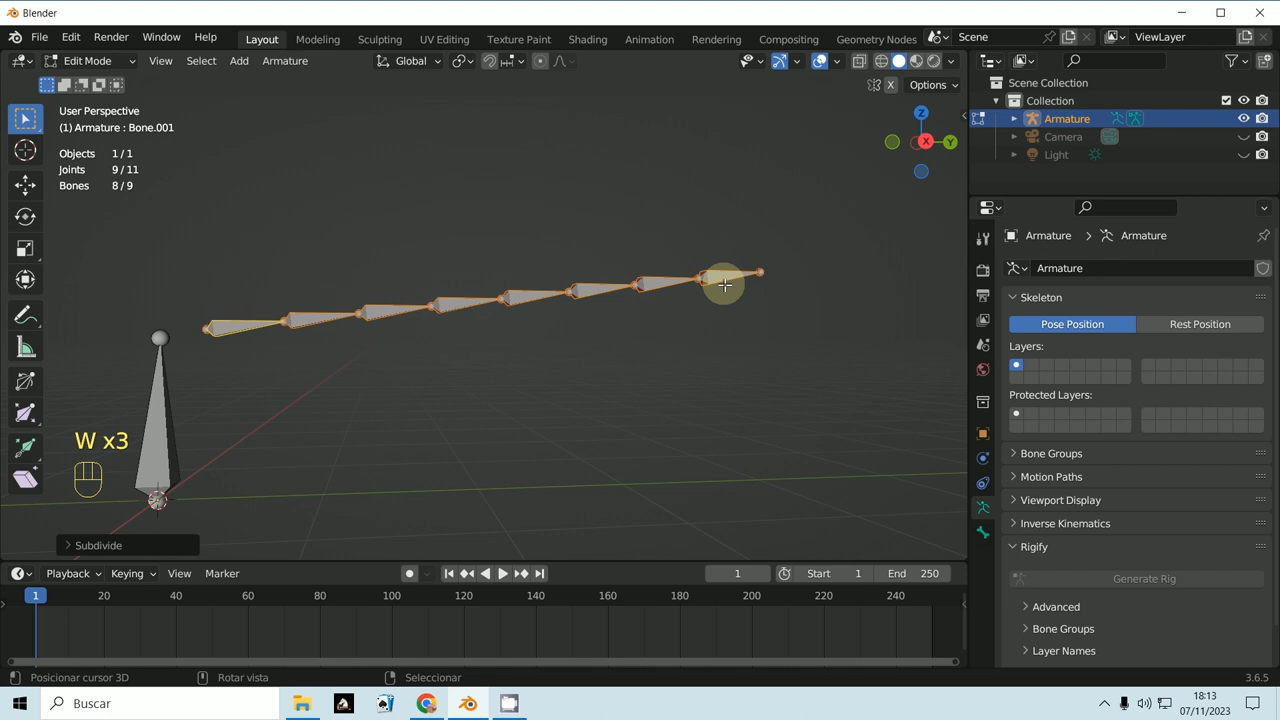 Blender
File Edit Render Window Help
Layout Modeling Sculpting UV Editing Texture Paint Shading Animation Rendering Compositing Geometry Nodes
Scene
ViewLayer
Edit Mode View Select Add Armature
Global
X Options
User Perspective
(1) Armature : Bone.001
Objects 1 / 1
Joints 9 / 11
Bones 8 / 9
Z
X
Y
W x3
Subdivide
Scene Collection
Collection
Armature
Camera
Light
Armature > Armature
Armature
Skeleton
Pose Position Rest Position
Layers:
Protected Layers:
Bone Groups
Motion Paths
Viewport Display
Inverse Kinematics
Rigify
Generate Rig
Advanced
Bone Groups
Layer Names
Playback Keying View Marker
1
Start 1
End 250
1 20 40 60 80 100 120 140 160 180 200 220 240
Posicionar cursor 3D Rotar vista Seleccionar
3.6.5
Buscar
18:13
07/11/2023